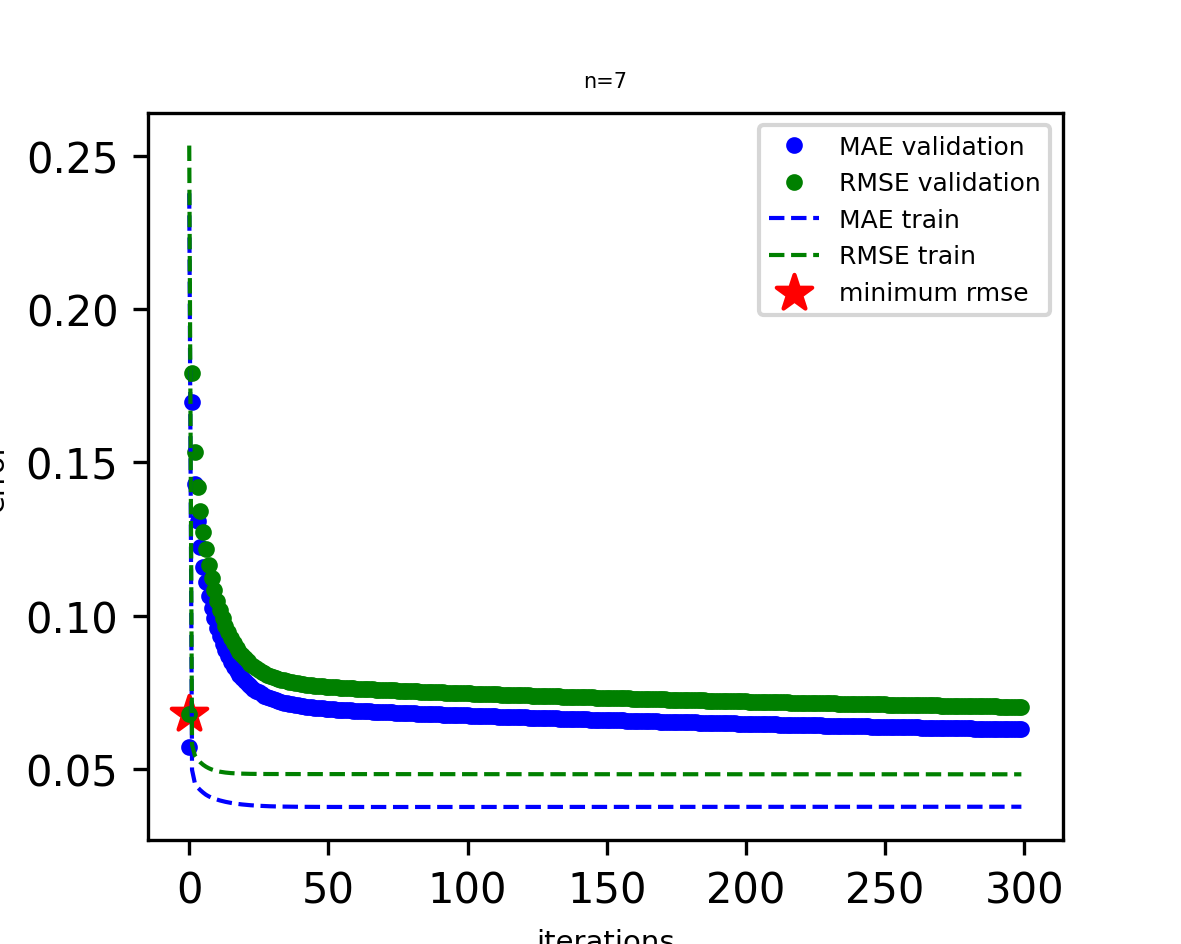 n=7
0.25
0.20
0.15
0.10
0.05
0 50 100 150 200 250 300
iterations
MAE validation
RMSE validation
MAE train
RMSE train
minimum rmse